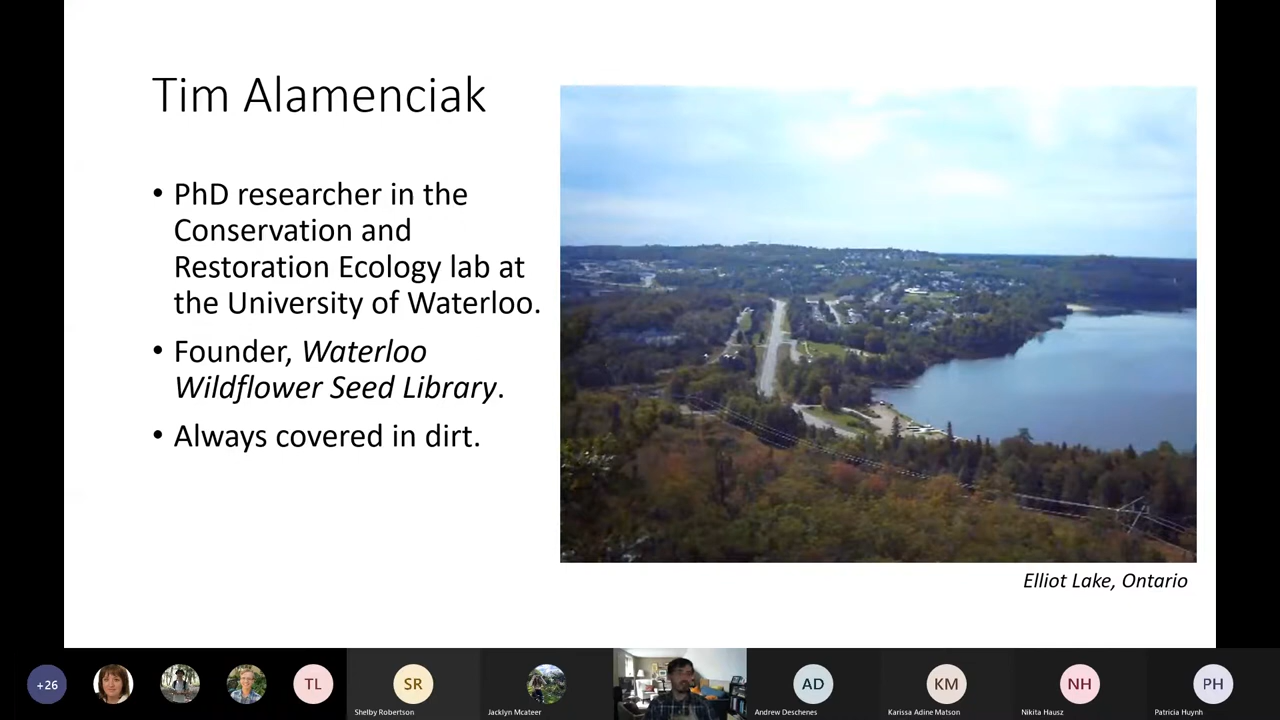 Tim Alamenciak
• PhD researcher in the
Conservation and
Restoration Ecology lab at
the University of Waterloo.
• Founder, Waterloo
Wildflower Seed Library.
• Always covered in dirt.
Elliot Lake, Ontario
+26
TL
SR
AD
KM
NH
PH
Shelby Robertson
Jacklyn Mcateer
Andrew Deschenes
Karissa Adine Matson
Nikita Hausz
Patricia Huynh